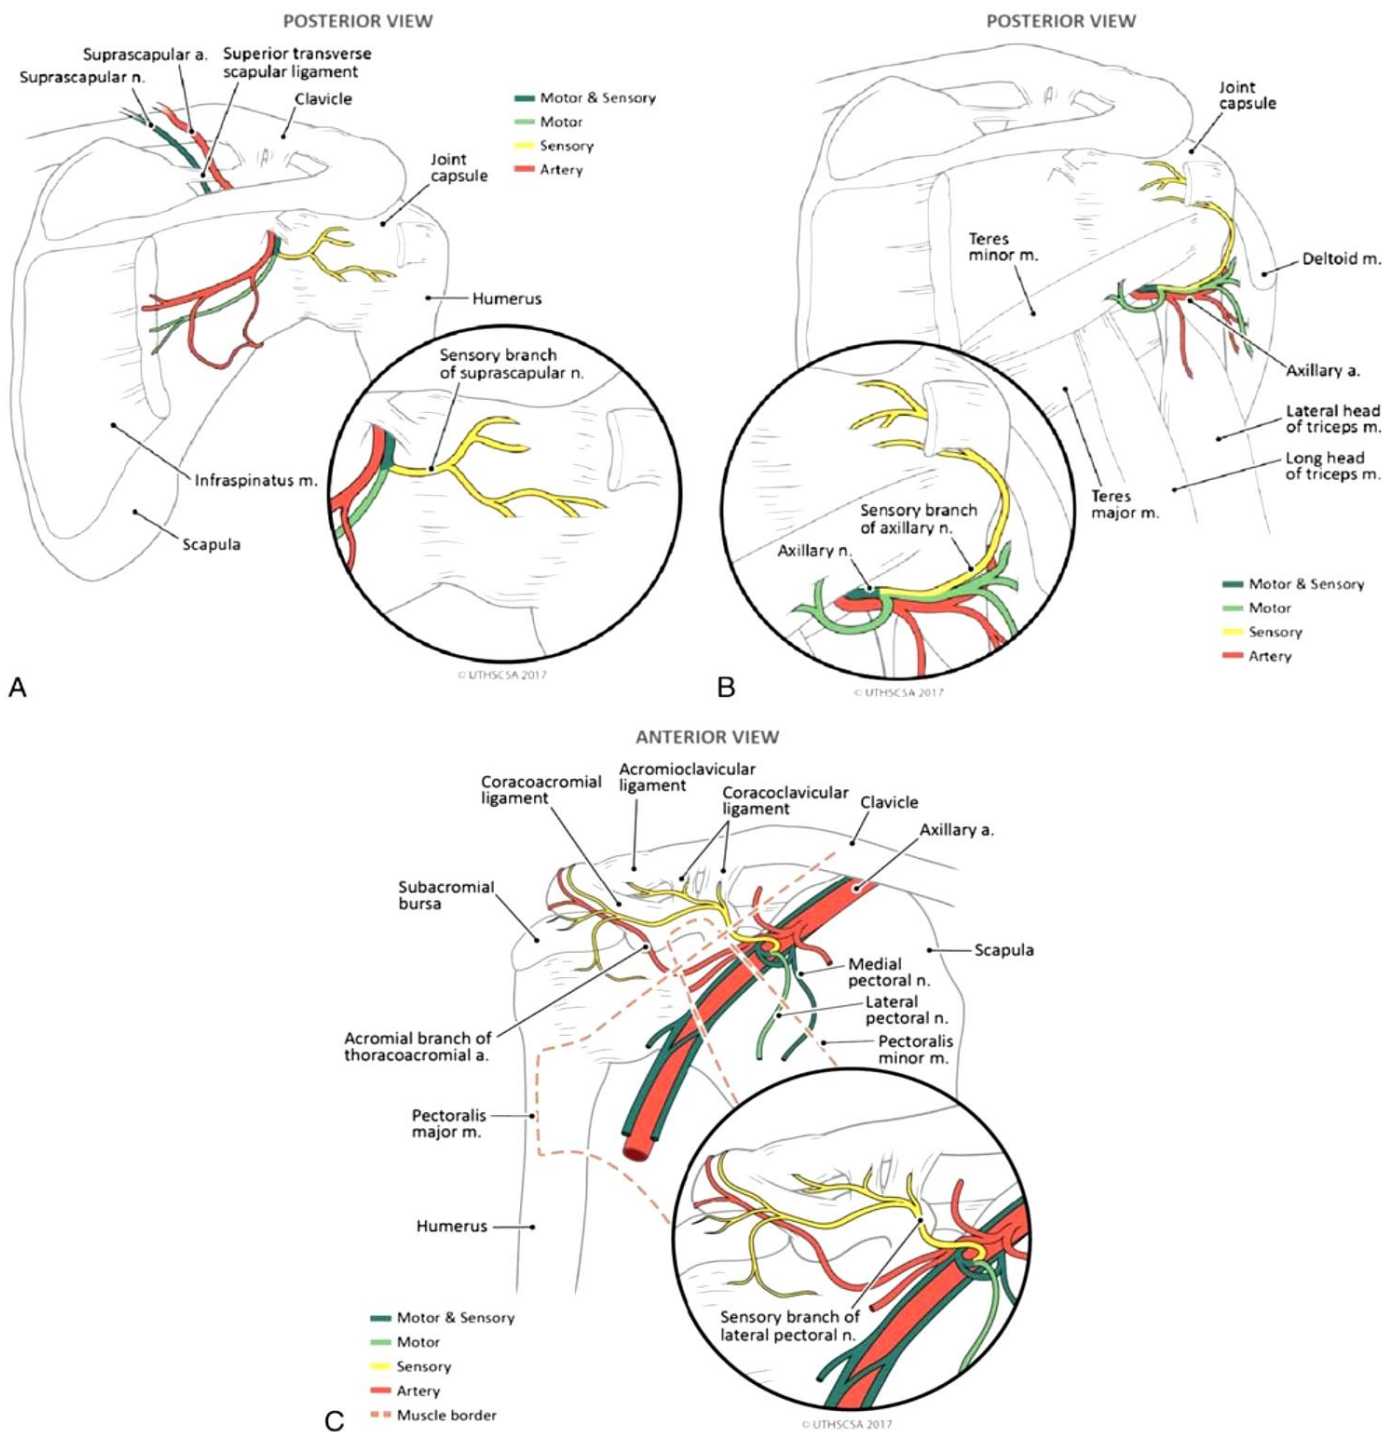 POSTERIOR VIEW
Suprascapular a.
Suprascapular n.
Superior transverse
scapular ligament
Clavicle
Joint
capsule
Motor & Sensory
Motor
Sensory
Artery
Humerus
Sensory branch
of suprascapular n.
Infraspinatus m.
Scapula
© UTHSCSA 2017
A
POSTERIOR VIEW
Joint
capsule
Teres
minor m.
Deltoid m.
Axillary a.
Lateral head
of triceps m.
Long head
of triceps m.
Teres
major m.
Sensory branch
of axillary n.
Axillary n.
Motor & Sensory
Motor
Sensory
Artery
© UTHSCSA 2017
B
ANTERIOR VIEW
Coracoacromial
ligament
Acromioclavicular
ligament
Coracoclavicular
ligament
Clavicle
Axillary a.
Subacromial
bursa
Scapula
Medial
pectoral n.
Lateral
pectoral n.
Pectoralis
minor m.
Acromial branch of
thoracoacromial a.
Pectoralis
major m.
Humerus
Sensory branch of
lateral pectoral n.
Motor & Sensory
Motor
Sensory
Artery
Muscle border
© UTHSCSA 2017
C